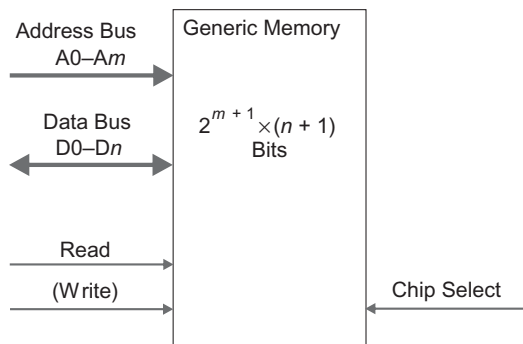 Address Bus
A0–Am
Generic Memory
Data Bus
D0–Dn
2^{m + 1} × (n + 1)
Bits
Read
(Write)
Chip Select